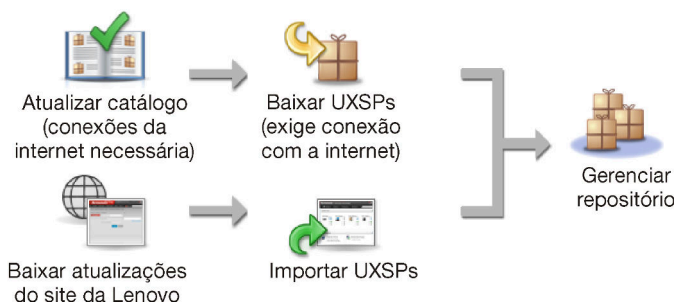 Atualizar catálogo
(conexões da
internet necessária)
Baixar UXSPs
(exige conexão
com a internet)
Gerenciar
repositório
Baixar atualizações
do site da Lenovo
Importar UXSPs